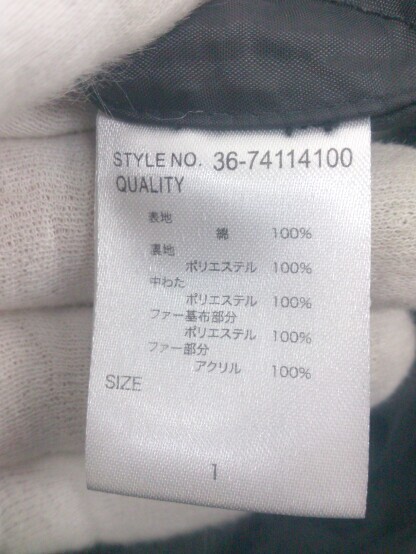 STYLE NO. 36-74114100
QUALITY
表地
綿 100%
裏地
ポリエステル 100%
中わた
ポリエステル 100%
ファー基布部分
ポリエステル 100%
ファー部分
アクリル 100%
SIZE
1